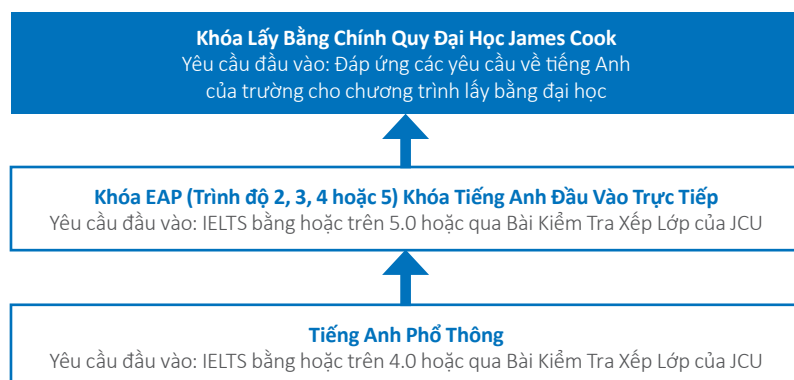 Khóa Lấy Bằng Chính Quy Đại Học James Cook
Yêu cầu đầu vào: Đáp ứng các yêu cầu về tiếng Anh
của trường cho chương trình lấy bằng đại học
Khóa EAP (Trình độ 2, 3, 4 hoặc 5) Khóa Tiếng Anh Đầu Vào Trực Tiếp
Yêu cầu đầu vào: IELTS bằng hoặc trên 5.0 hoặc qua Bài Kiểm Tra Xếp Lớp của JCU
Tiếng Anh Phổ Thông
Yêu cầu đầu vào: IELTS bằng hoặc trên 4.0 hoặc qua Bài Kiểm Tra Xếp Lớp của JCU